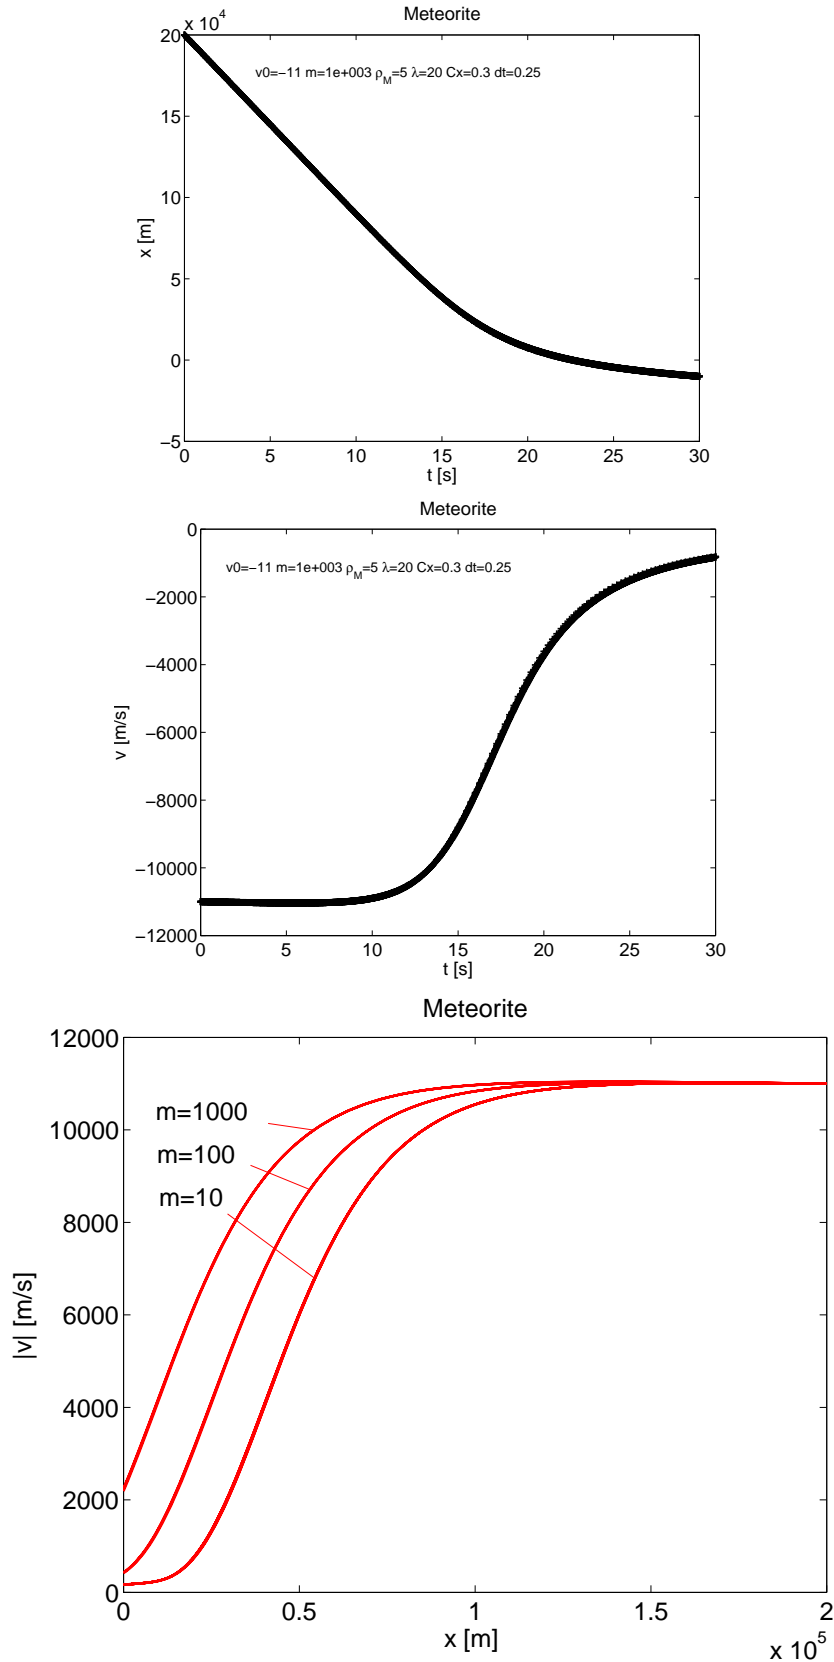 Meteorite
x 10^4
v0=−11 m=1e+003 ρ_M=5 λ=20 Cx=0.3 dt=0.25
20
15
10
5
0
−5
x [m]
0 5 10 15 20 25 30
t [s]
Meteorite
v0=−11 m=1e+003 ρ_M=5 λ=20 Cx=0.3 dt=0.25
0
−2000
−4000
−6000
−8000
−10000
−12000
v [m/s]
0 5 10 15 20 25 30
t [s]
Meteorite
12000
10000
8000
6000
4000
2000
0
m=1000
m=100
m=10
|v| [m/s]
0 0.5 1 1.5 2
x [m]
x 10^5